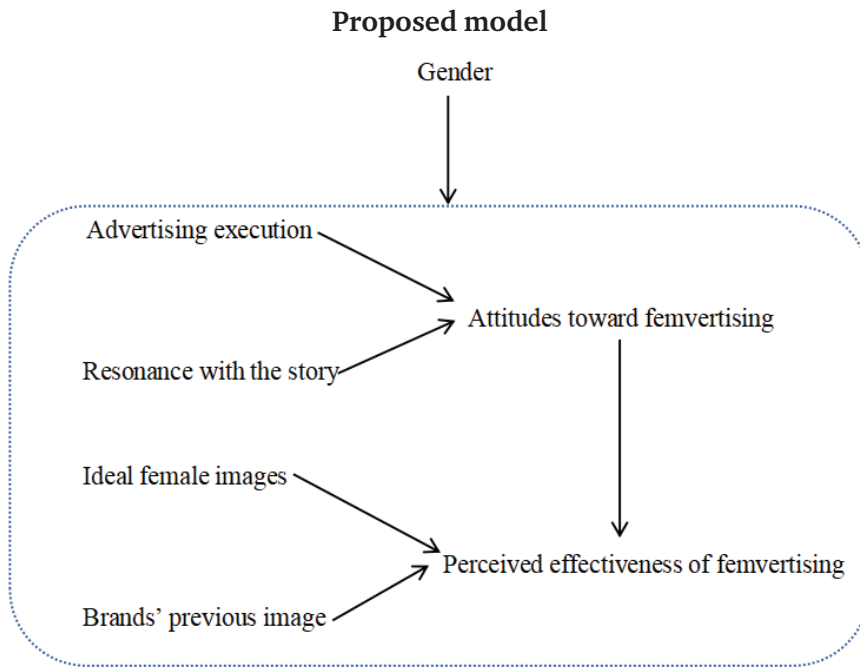 Proposed model
Gender
Advertising execution
Attitudes toward femvertising
Resonance with the story
Ideal female images
Perceived effectiveness of femvertising
Brands’ previous image